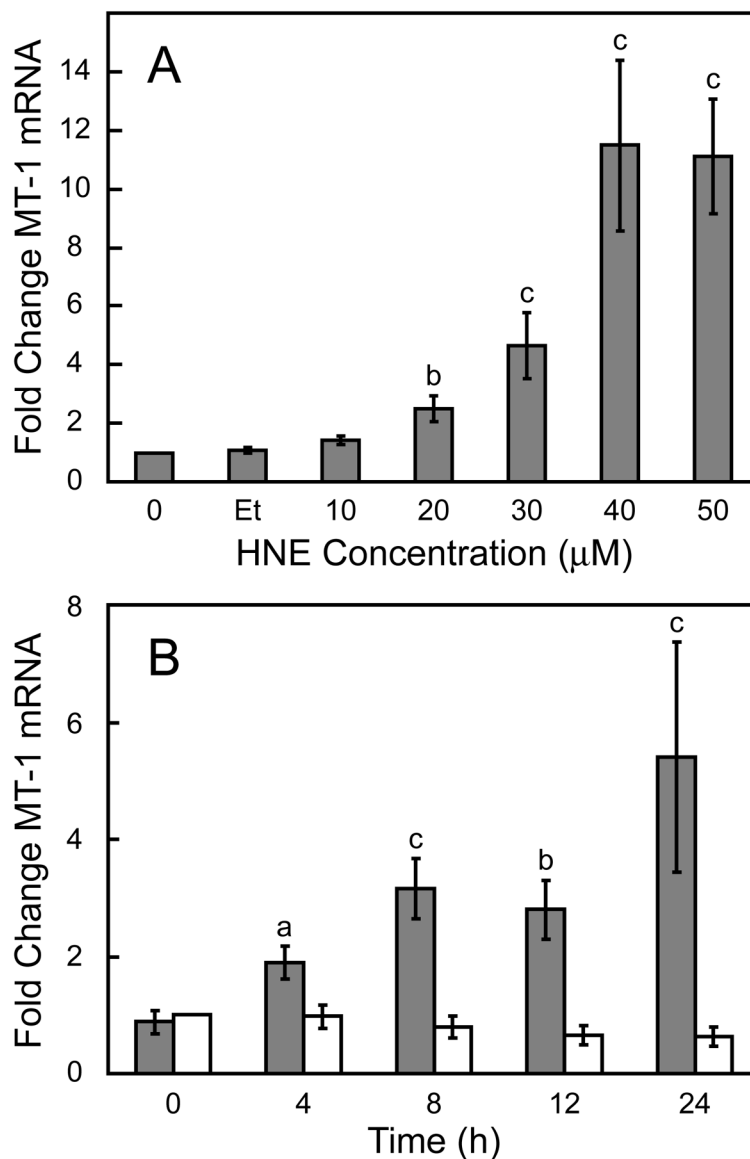 A
Fold Change MT-1 mRNA
14
12
10
8
6
4
2
0
b
c
c
c
0 Et 10 20 30 40 50
HNE Concentration (μM)
B
Fold Change MT-1 mRNA
8
6
4
2
0
a
c
b
c
0 4 8 12 24
Time (h)